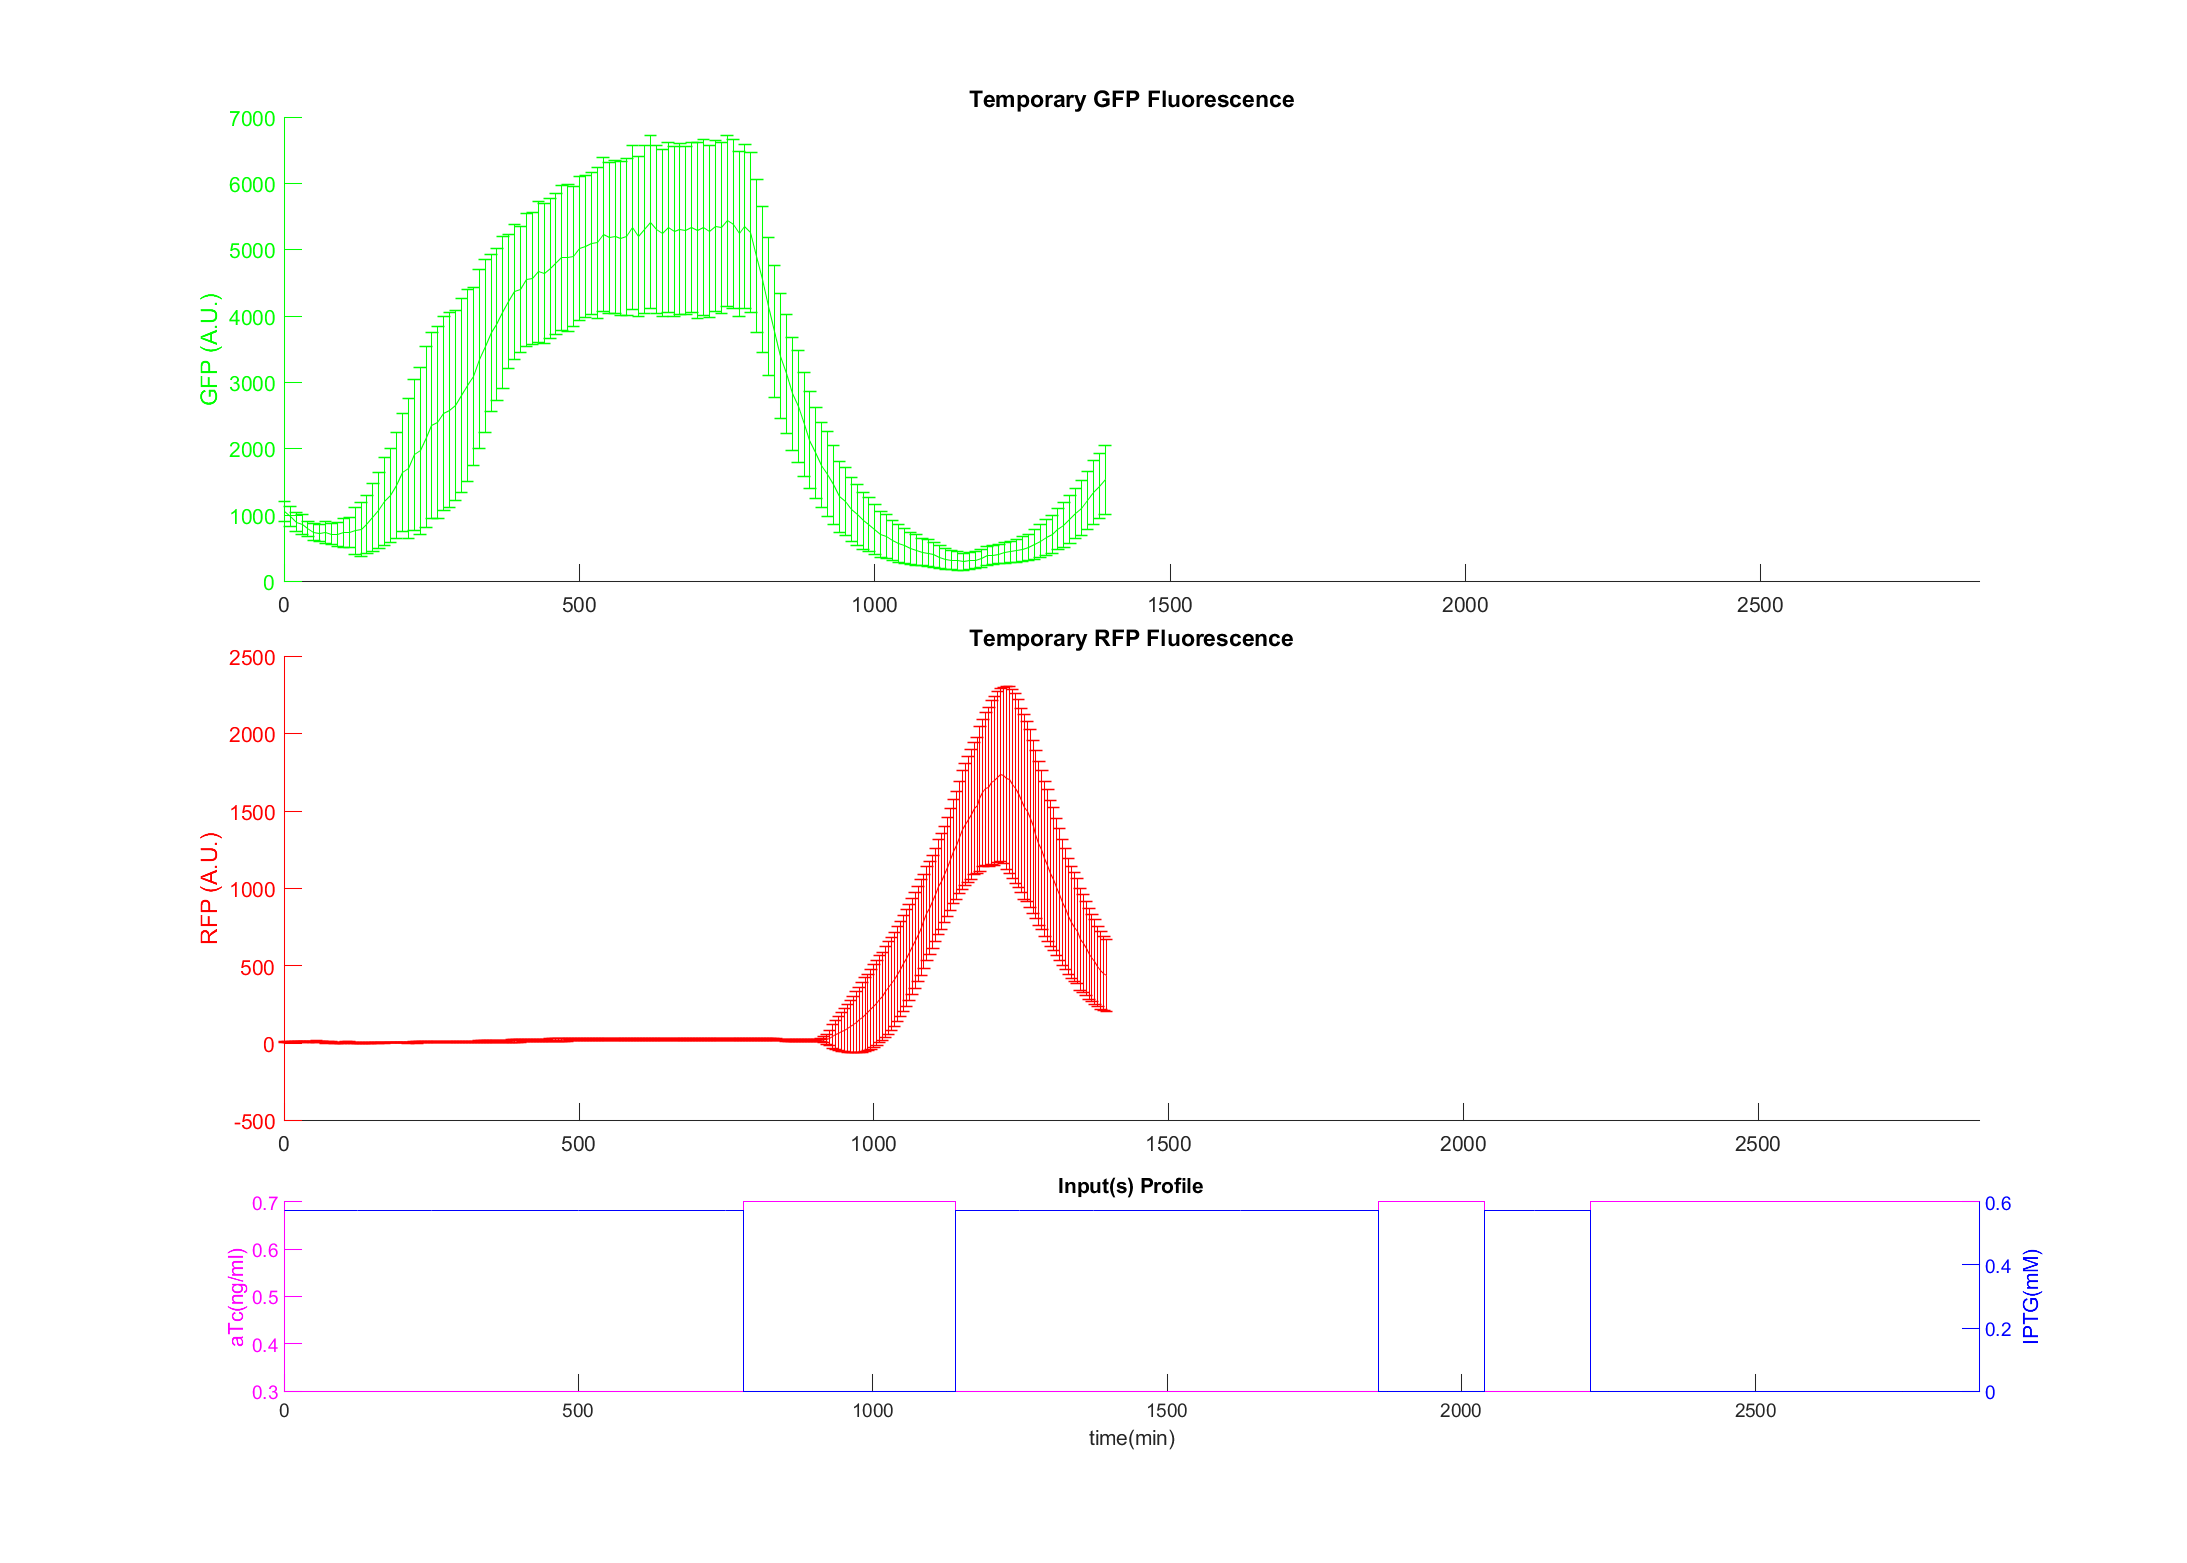 Temporary GFP Fluorescence
7000
6000
5000
4000
3000
2000
1000
0
GFP (A.U.)
0 500 1000 1500 2000 2500
Temporary RFP Fluorescence
2500
2000
1500
1000
500
0
-500
RFP (A.U.)
0 500 1000 1500 2000 2500
Input(s) Profile
0.7
0.6
0.5
0.4
0.3
aTc(ng/ml)
0.6
0.4
0.2
0
IPTG(mM)
0 500 1000 1500 2000 2500
time(min)